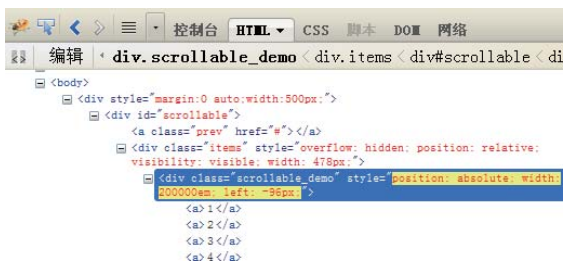 控制台 HTML CSS 脚本 DOM 网络
编辑 div.scrollable_demo < div.items < div#scrollable < di
<body>
<div style="margin:0 auto;width:500px;">
<div id="scrollable">
<a class="prev" href="#"></a>
<div class="items" style="overflow: hidden; position: relative;
visibility: visible; width: 478px;">
<div class="scrollable_demo" style="position: absolute; width:
200000em; left: -96px;">
<a>1</a>
<a>2</a>
<a>3</a>
<a>4</a>